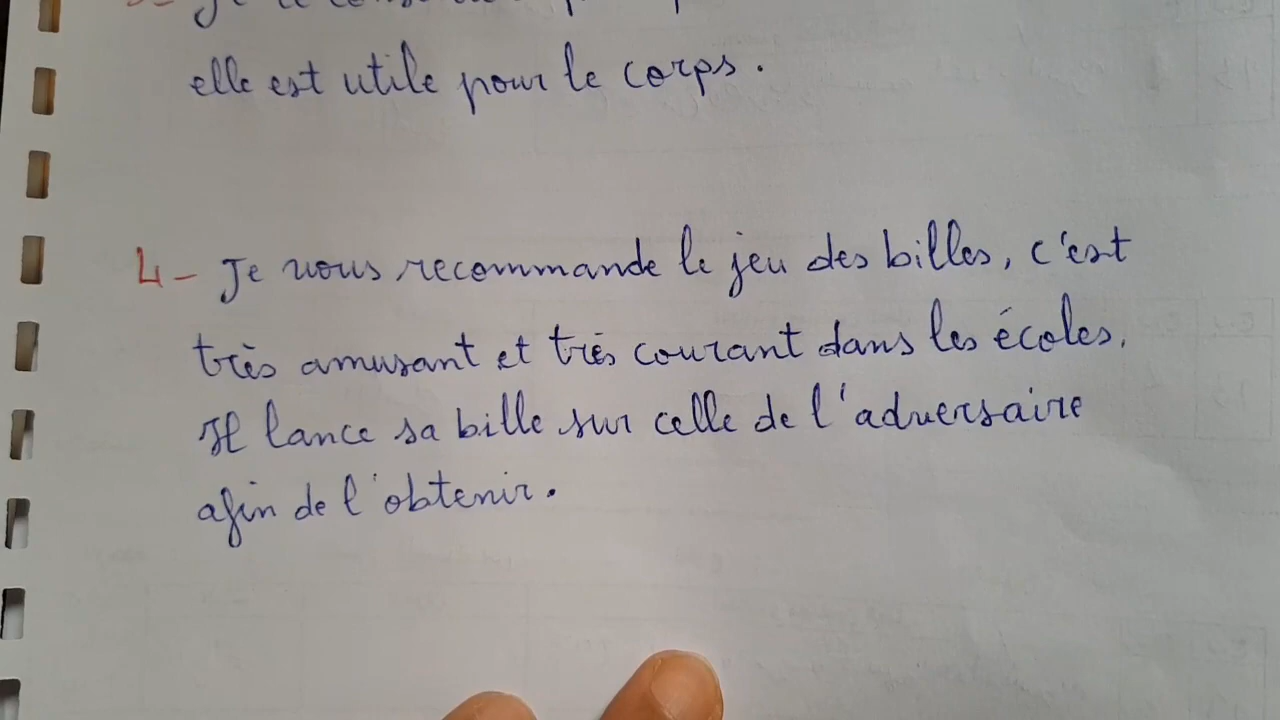 elle est utile pour le corps.
4- Je vous recommande le jeu des billes, c'est
très amusant et très courant dans les écoles.
Il lance sa bille sur celle de l'adversaire
afin de l'obtenir.